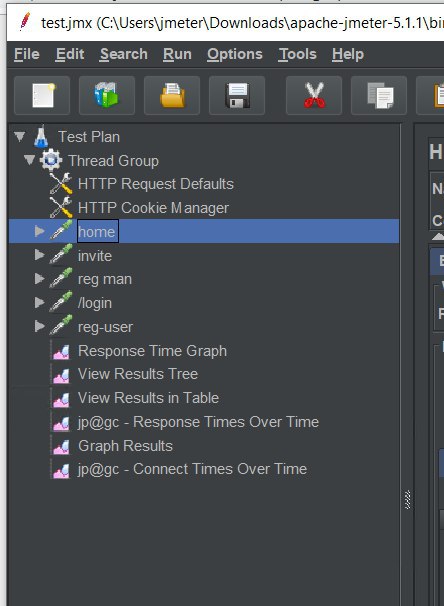 test.jmx (C:\Users\jmeter\Downloads\apache-jmeter-5.1.1\bin
File Edit Search Run Options Tools Help
Test Plan
Thread Group
HTTP Request Defaults
HTTP Cookie Manager
home
invite
reg man
/login
reg-user
Response Time Graph
View Results Tree
View Results in Table
jp@gc - Response Times Over Time
Graph Results
jp@gc - Connect Times Over Time